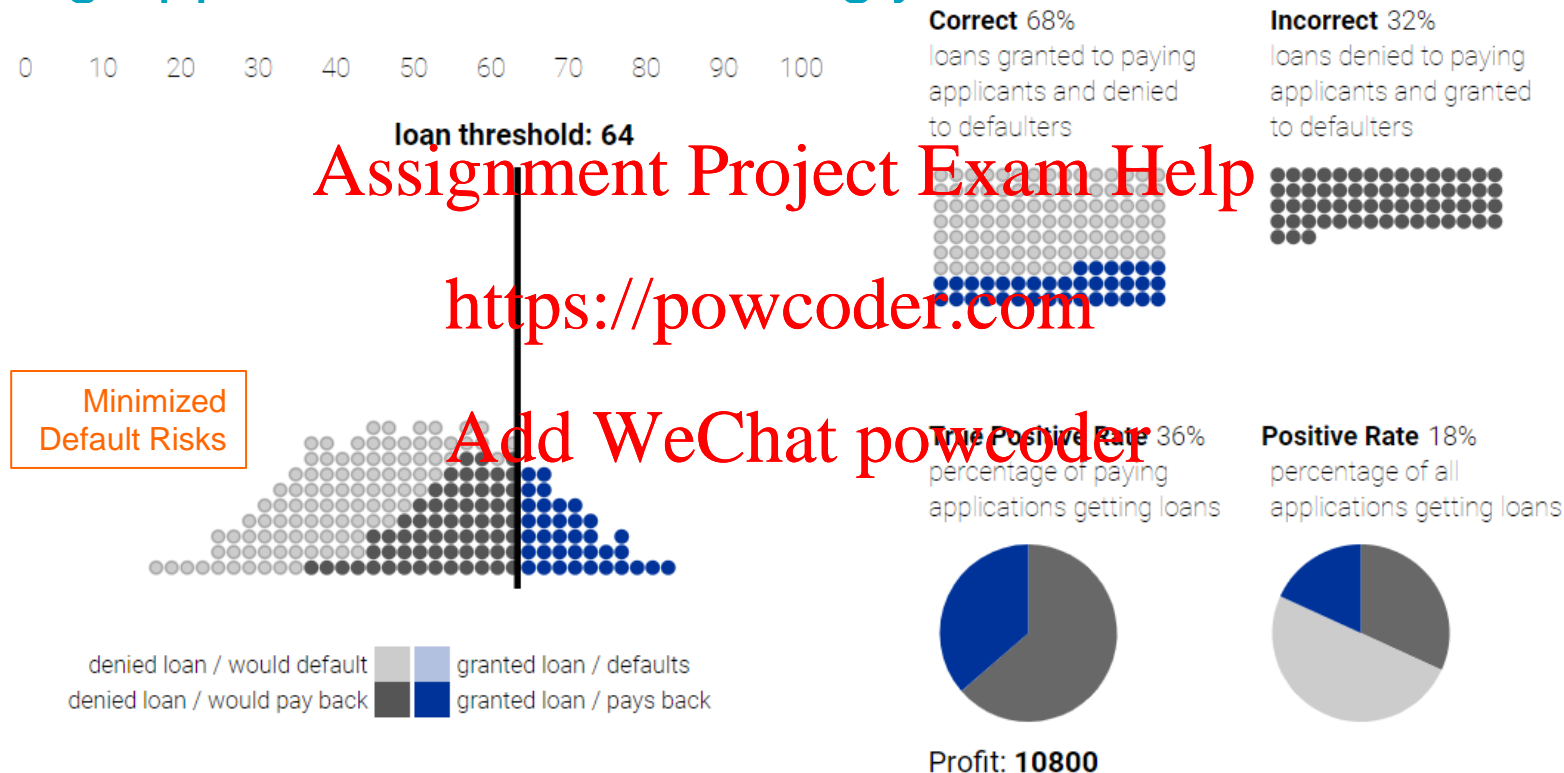 Correct 68%
loans granted to paying
applicants and denied
to defaulters
Incorrect 32%
loans denied to paying
applicants and granted
to defaulters
0 10 20 30 40 50 60 70 80 90 100
loan threshold: 64
Assignment Project Exam Help
https://powcoder.com
Minimized
Default Risks
Add WeChat powcoder
True Positive Rate 36%
percentage of paying
applications getting loans
Positive Rate 18%
percentage of all
applications getting loans
denied loan / would default
granted loan / defaults
denied loan / would pay back
granted loan / pays back
Profit: 10800